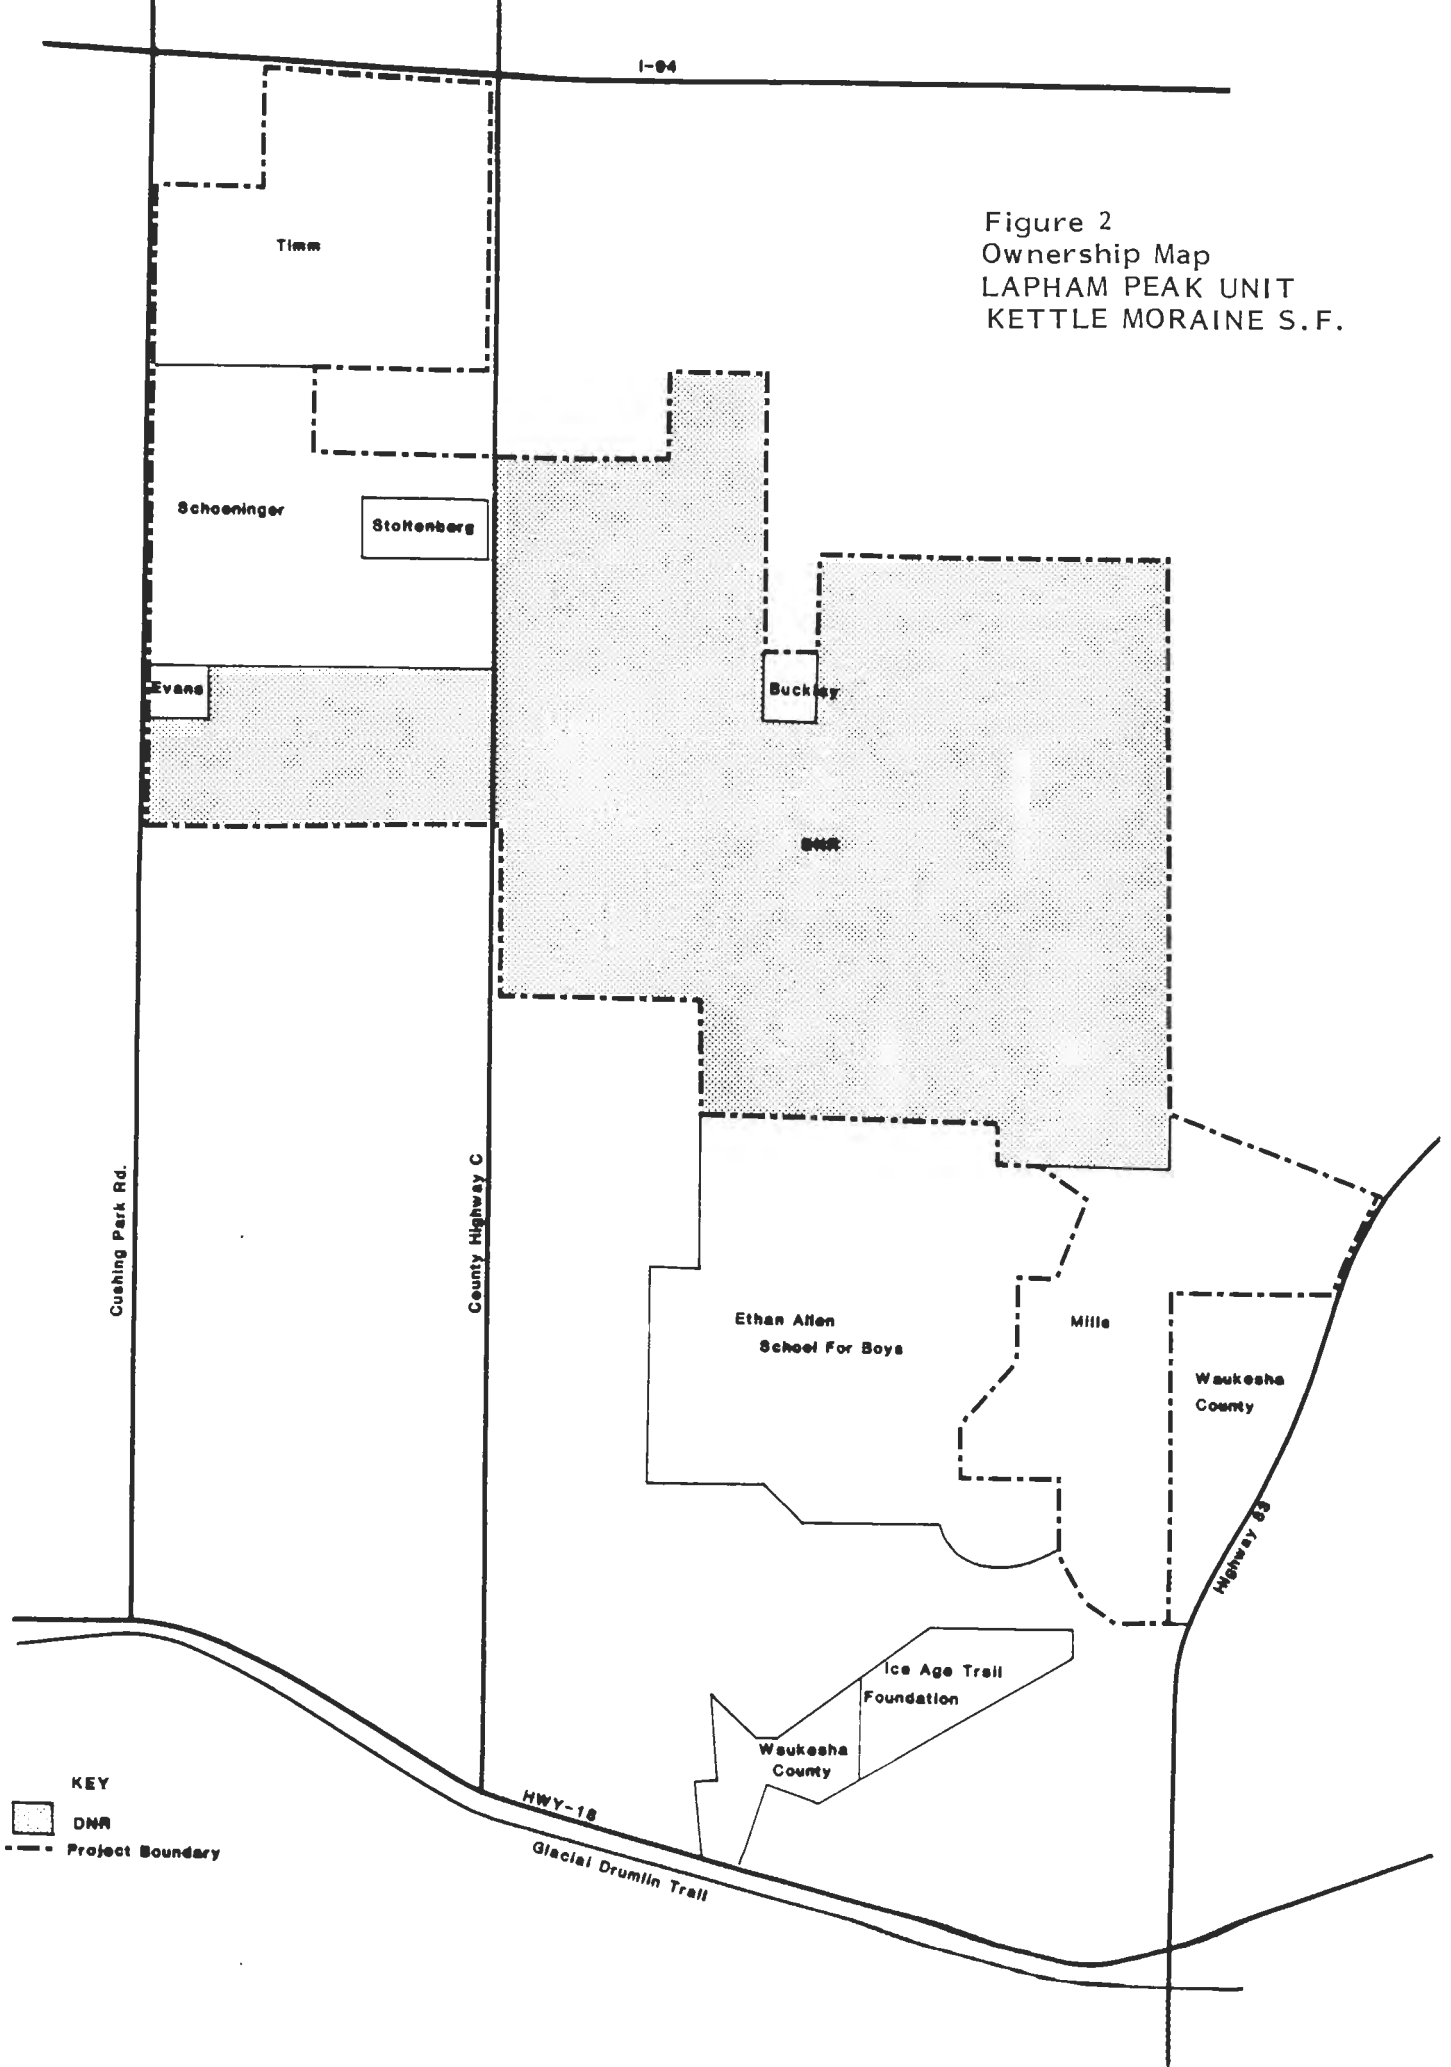 I-94
Figure 2
Ownership Map
LAPHAM PEAK UNIT
KETTLE MORAINE S.F.
Timm
Schoeninger
Stoltenberg
Evans
Buckley
DNR
Cushing Park Rd.
County Highway C
Ethan Allen
School For Boys
Mills
Waukesha
County
Highway 83
Ice Age Trail
Foundation
Waukesha
County
KEY
DNR
Project Boundary
HWY-18
Glacial Drumlin Trail